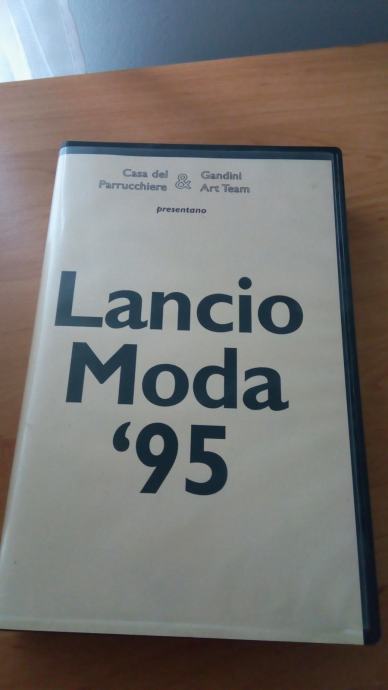 Casa del Parrucchiere & Gandini Art Team
presentano
Lancio
Moda
‘95